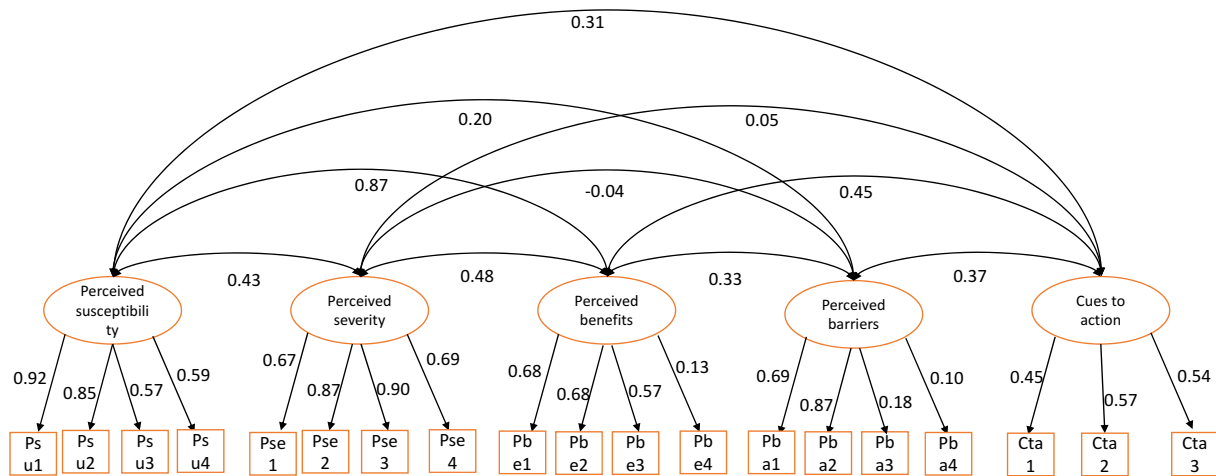 0.31
0.20
0.05
0.87
-0.04
0.45
0.43
0.48
0.33
0.37
Perceived
susceptibili
ty
Perceived
severity
Perceived
benefits
Perceived
barriers
Cues to
action
0.92
0.85
0.57
0.59
0.67
0.87
0.90
0.69
0.68
0.68
0.57
0.13
0.69
0.87
0.18
0.10
0.45
0.57
0.54
Ps
u1
Ps
u2
Ps
u3
Ps
u4
Pse
1
Pse
2
Pse
3
Pse
4
Pb
e1
Pb
e2
Pb
e3
Pb
e4
Pb
a1
Pb
a2
Pb
a3
Pb
a4
Cta
1
Cta
2
Cta
3